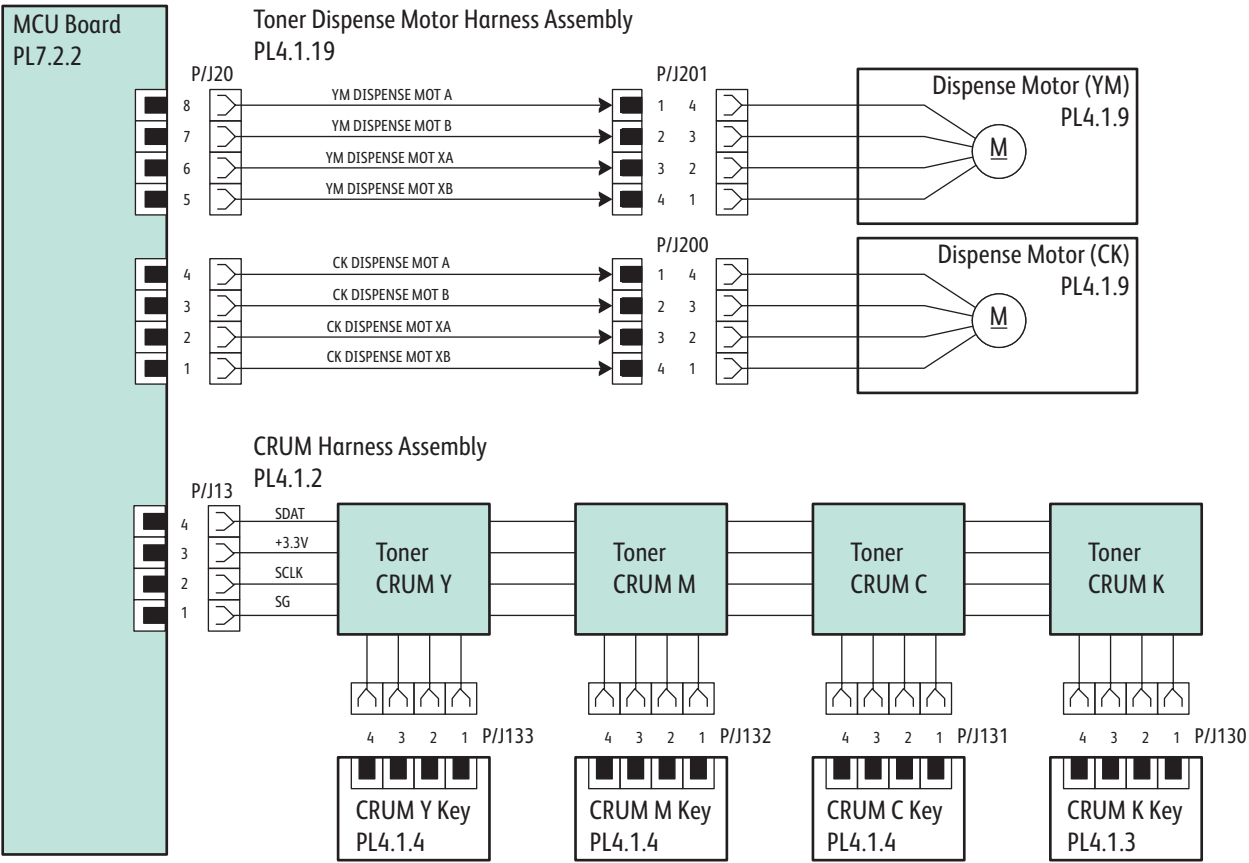 MCU Board
PL7.2.2
Toner Dispense Motor Harness Assembly
PL4.1.19
P/J20
P/J201
8 YM DISPENSE MOT A 1 4
7 YM DISPENSE MOT B 2 3
6 YM DISPENSE MOT XA 3 2
5 YM DISPENSE MOT XB 4 1
Dispense Motor (YM)
PL4.1.9
M
P/J200
4 CK DISPENSE MOT A 1 4
3 CK DISPENSE MOT B 2 3
2 CK DISPENSE MOT XA 3 2
1 CK DISPENSE MOT XB 4 1
Dispense Motor (CK)
PL4.1.9
M
CRUM Harness Assembly
PL4.1.2
P/J13
4 SDAT
3 +3.3V
2 SCLK
1 SG
Toner
CRUM Y
Toner
CRUM M
Toner
CRUM C
Toner
CRUM K
4 3 2 1 P/J133
4 3 2 1 P/J132
4 3 2 1 P/J131
4 3 2 1 P/J130
CRUM Y Key
PL4.1.4
CRUM M Key
PL4.1.4
CRUM C Key
PL4.1.4
CRUM K Key
PL4.1.3